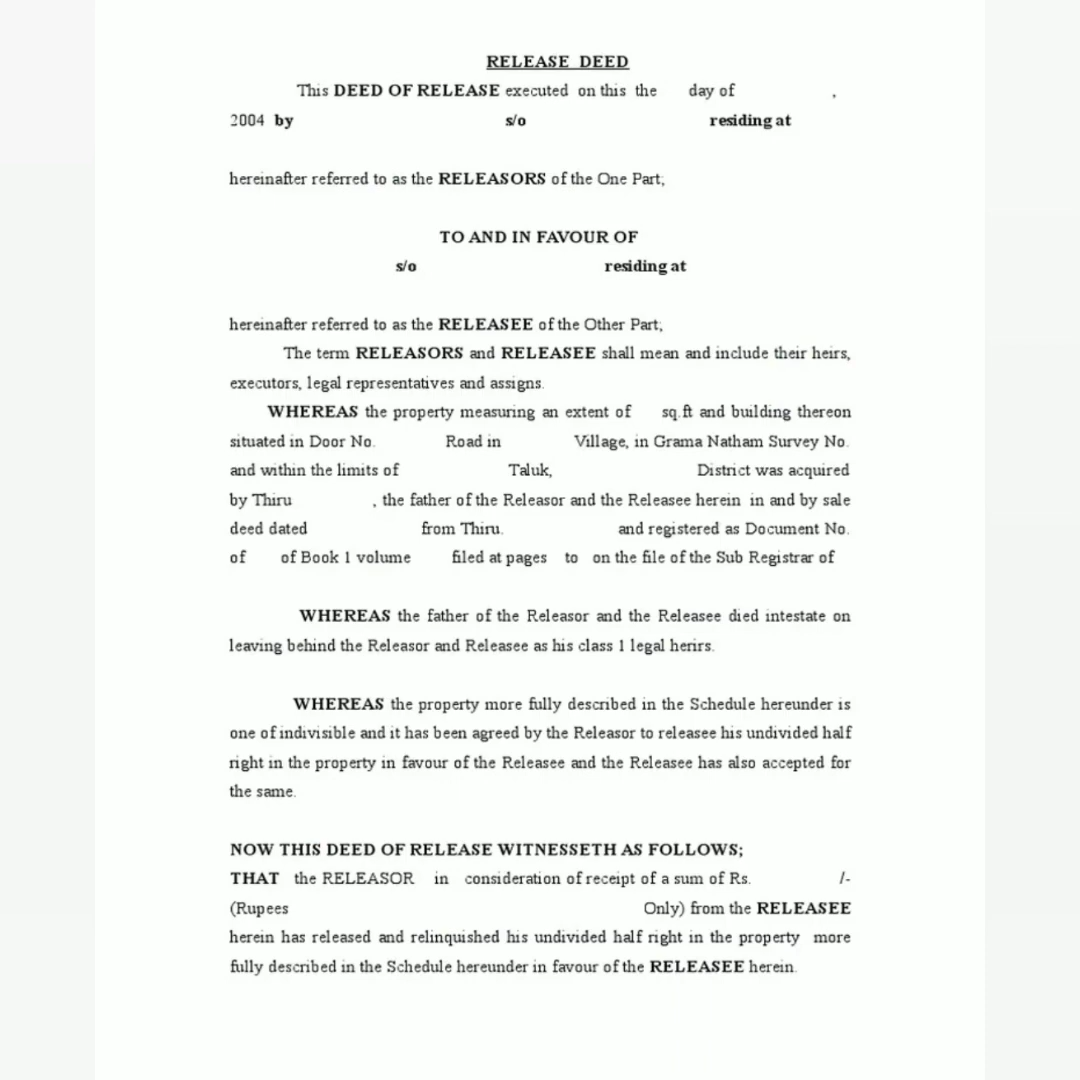 RELEASE DEED
This DEED OF RELEASE executed on this the day of ,
2004 by s/o residing at
hereinafter referred to as the RELEASORS of the One Part;
TO AND IN FAVOUR OF
s/o residing at
hereinafter referred to as the RELEASEE of the Other Part;
The term RELEASORS and RELEASEE shall mean and include their heirs,
executors, legal representatives and assigns.
WHEREAS the property measuring an extent of sq.ft and building thereon
situated in Door No. Road in Village, in Grama Natham Survey No.
and within the limits of Taluk, District was acquired
by Thiru , the father of the Releasor and the Releasee herein in and by sale
deed dated from Thiru. and registered as Document No.
of of Book 1 volume filed at pages to on the file of the Sub Registrar of
WHEREAS the father of the Releasor and the Releasee died intestate on
leaving behind the Releasor and Releasee as his class 1 legal herirs.
WHEREAS the property more fully described in the Schedule hereunder is
one of indivisible and it has been agreed by the Releasor to releasee his undivided half
right in the property in favour of the Releasee and the Releasee has also accepted for
the same.
NOW THIS DEED OF RELEASE WITNESSETH AS FOLLOWS;
THAT the RELEASOR in consideration of receipt of a sum of Rs. /-
(Rupees Only) from the RELEASEE
herein has released and relinquished his undivided half right in the property more
fully described in the Schedule hereunder in favour of the RELEASEE herein.